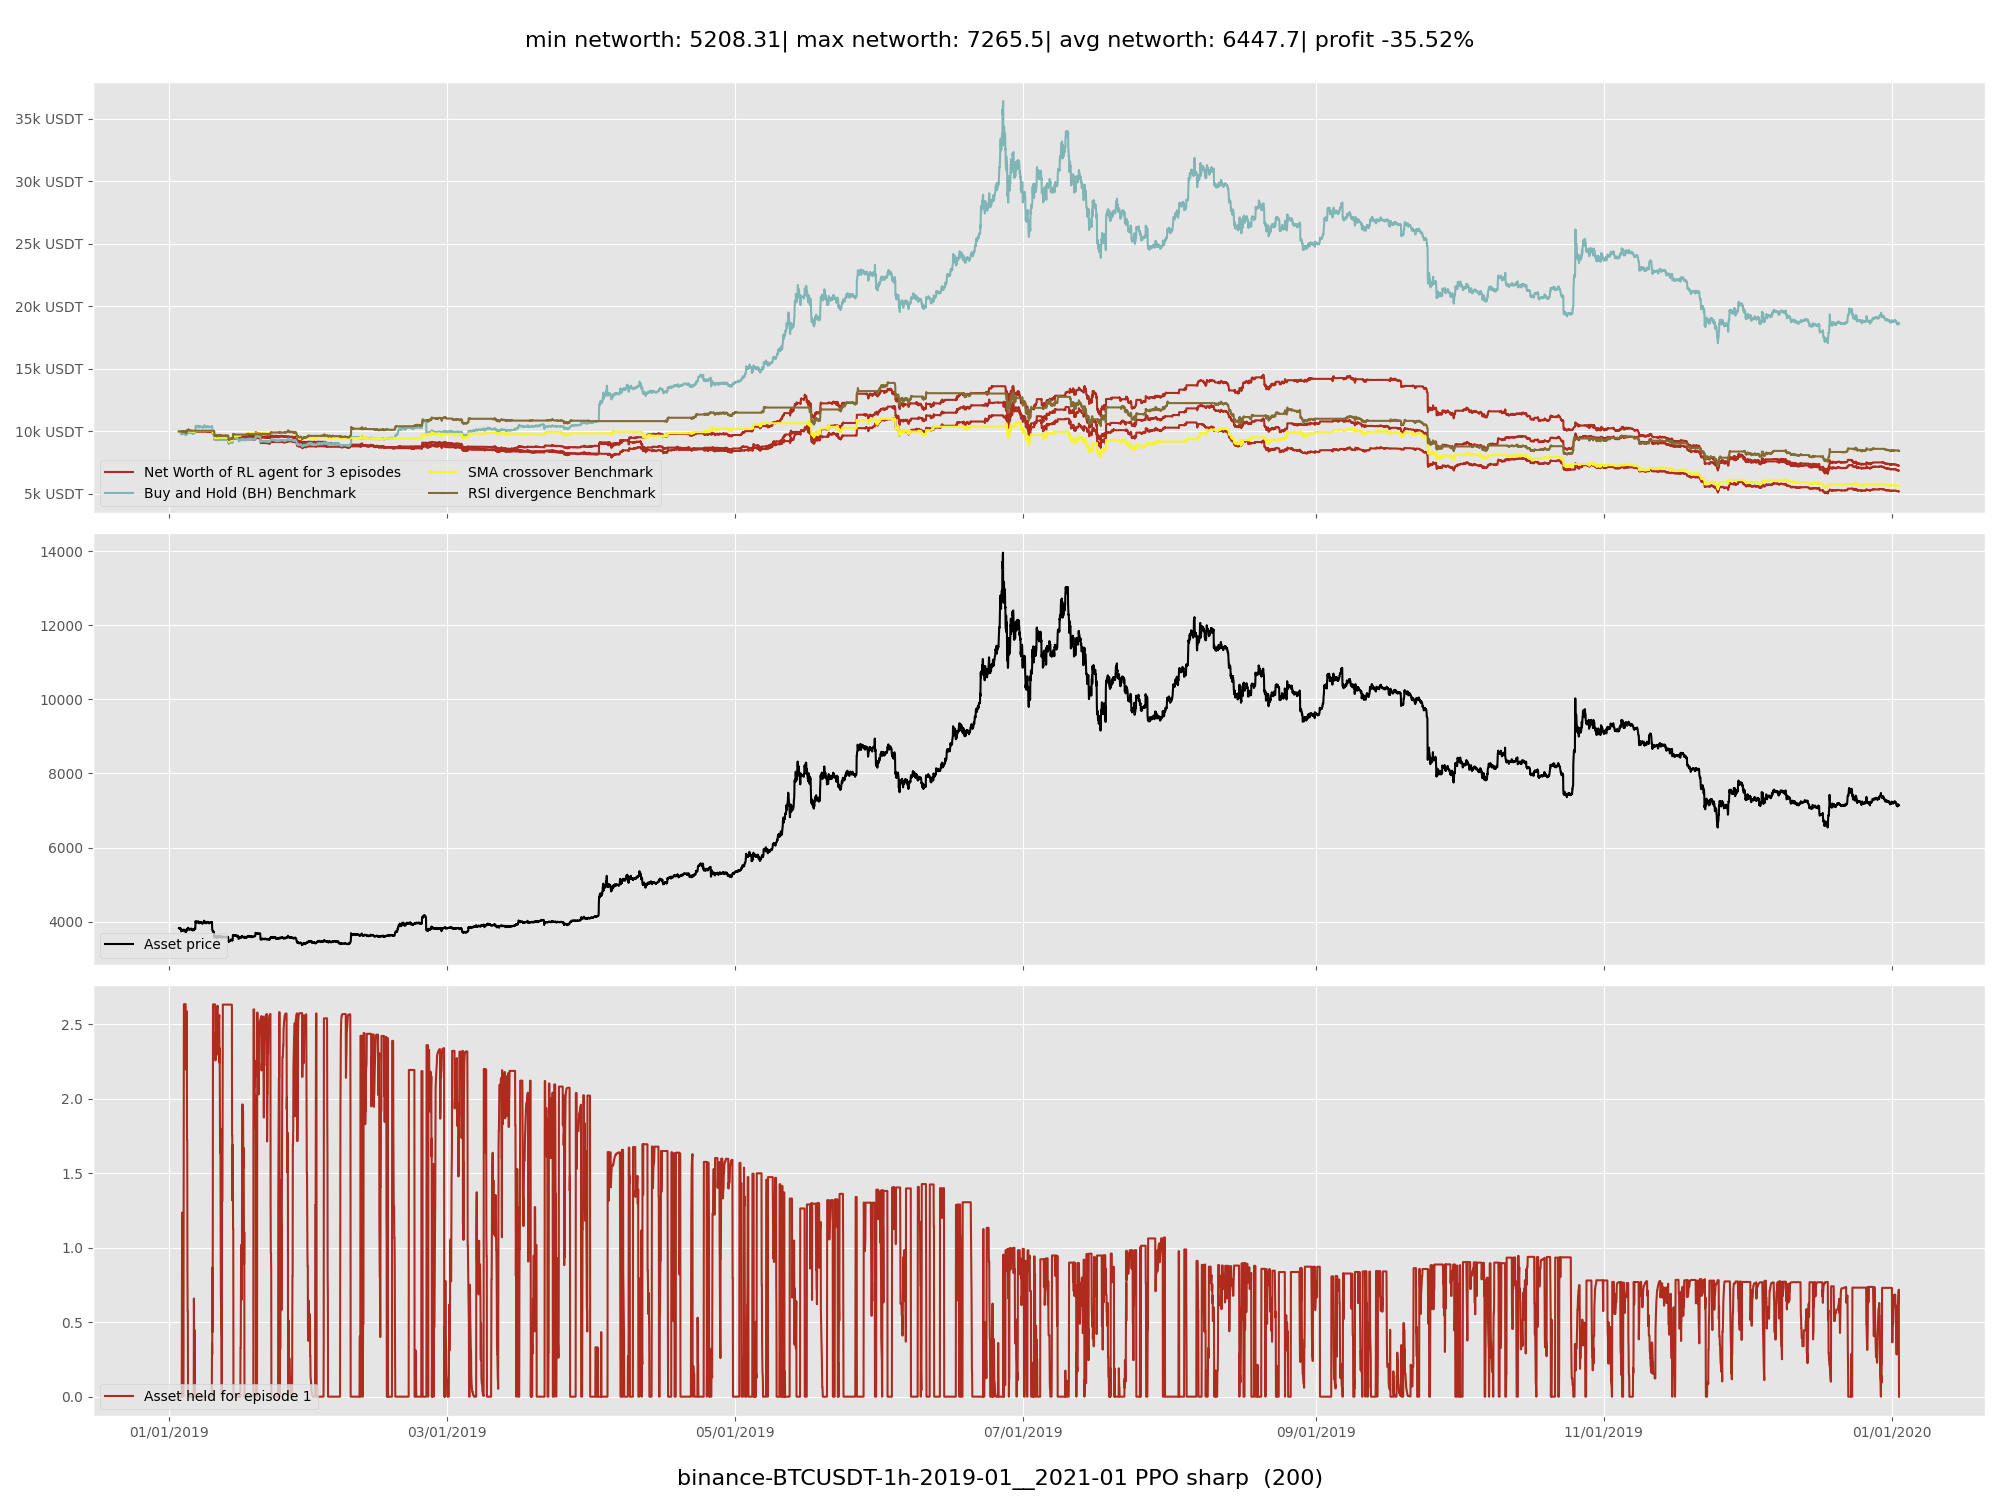 min networth: 5208.31| max networth: 7265.5| avg networth: 6447.7| profit -35.52%
35k USDT
30k USDT
25k USDT
20k USDT
15k USDT
10k USDT
5k USDT
Net Worth of RL agent for 3 episodes
Buy and Hold (BH) Benchmark
SMA crossover Benchmark
RSI divergence Benchmark
14000
12000
10000
8000
6000
4000
Asset price
2.5
2.0
1.5
1.0
0.5
0.0
Asset held for episode 1
01/01/2019 03/01/2019 05/01/2019 07/01/2019 09/01/2019 11/01/2019 01/01/2020
binance-BTCUSDT-1h-2019-01__2021-01 PPO sharp (200)